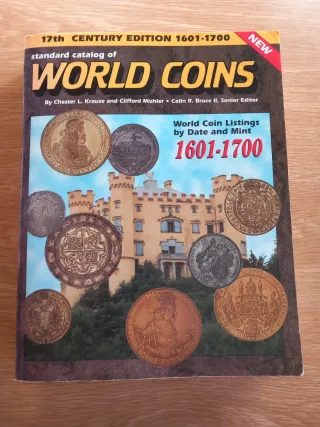 17th CENTURY EDITION 1601-1700
NEW
standard catalog of
WORLD COINS
By Chester L. Krause and Clifford Mishler • Colin R. Bruce II, Senior Editor
World Coin Listings
by Date and Mint
1601-1700